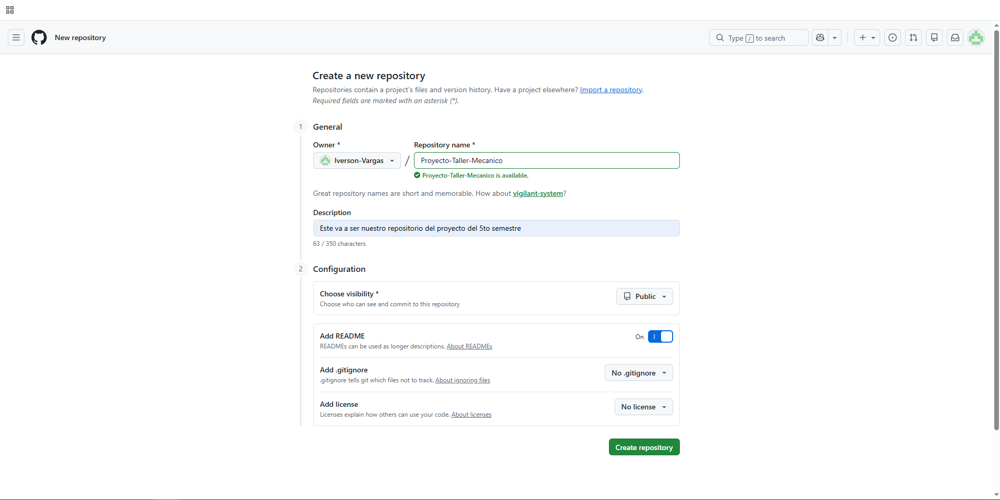 New repository
Type / to search
Create a new repository
Repositories contain a project's files and version history. Have a project elsewhere? Import a repository.
Required fields are marked with an asterisk (*).
1 General
Owner * Repository name *
Iverson-Vargas / Proyecto-Taller-Mecanico
Proyecto-Taller-Mecanico is available.
Great repository names are short and memorable. How about vigilant-system?
Description
Este va a ser nuestro repositorio del proyecto del 5to semestre
63 / 350 characters
2 Configuration
Choose visibility *
Public
Choose who can see and commit to this repository
Add README
On
READMEs can be used as longer descriptions. About READMEs
Add .gitignore
No .gitignore
.gitignore tells git which files not to track. About ignoring files
Add license
No license
Licenses explain how others can use your code. About licenses
Create repository